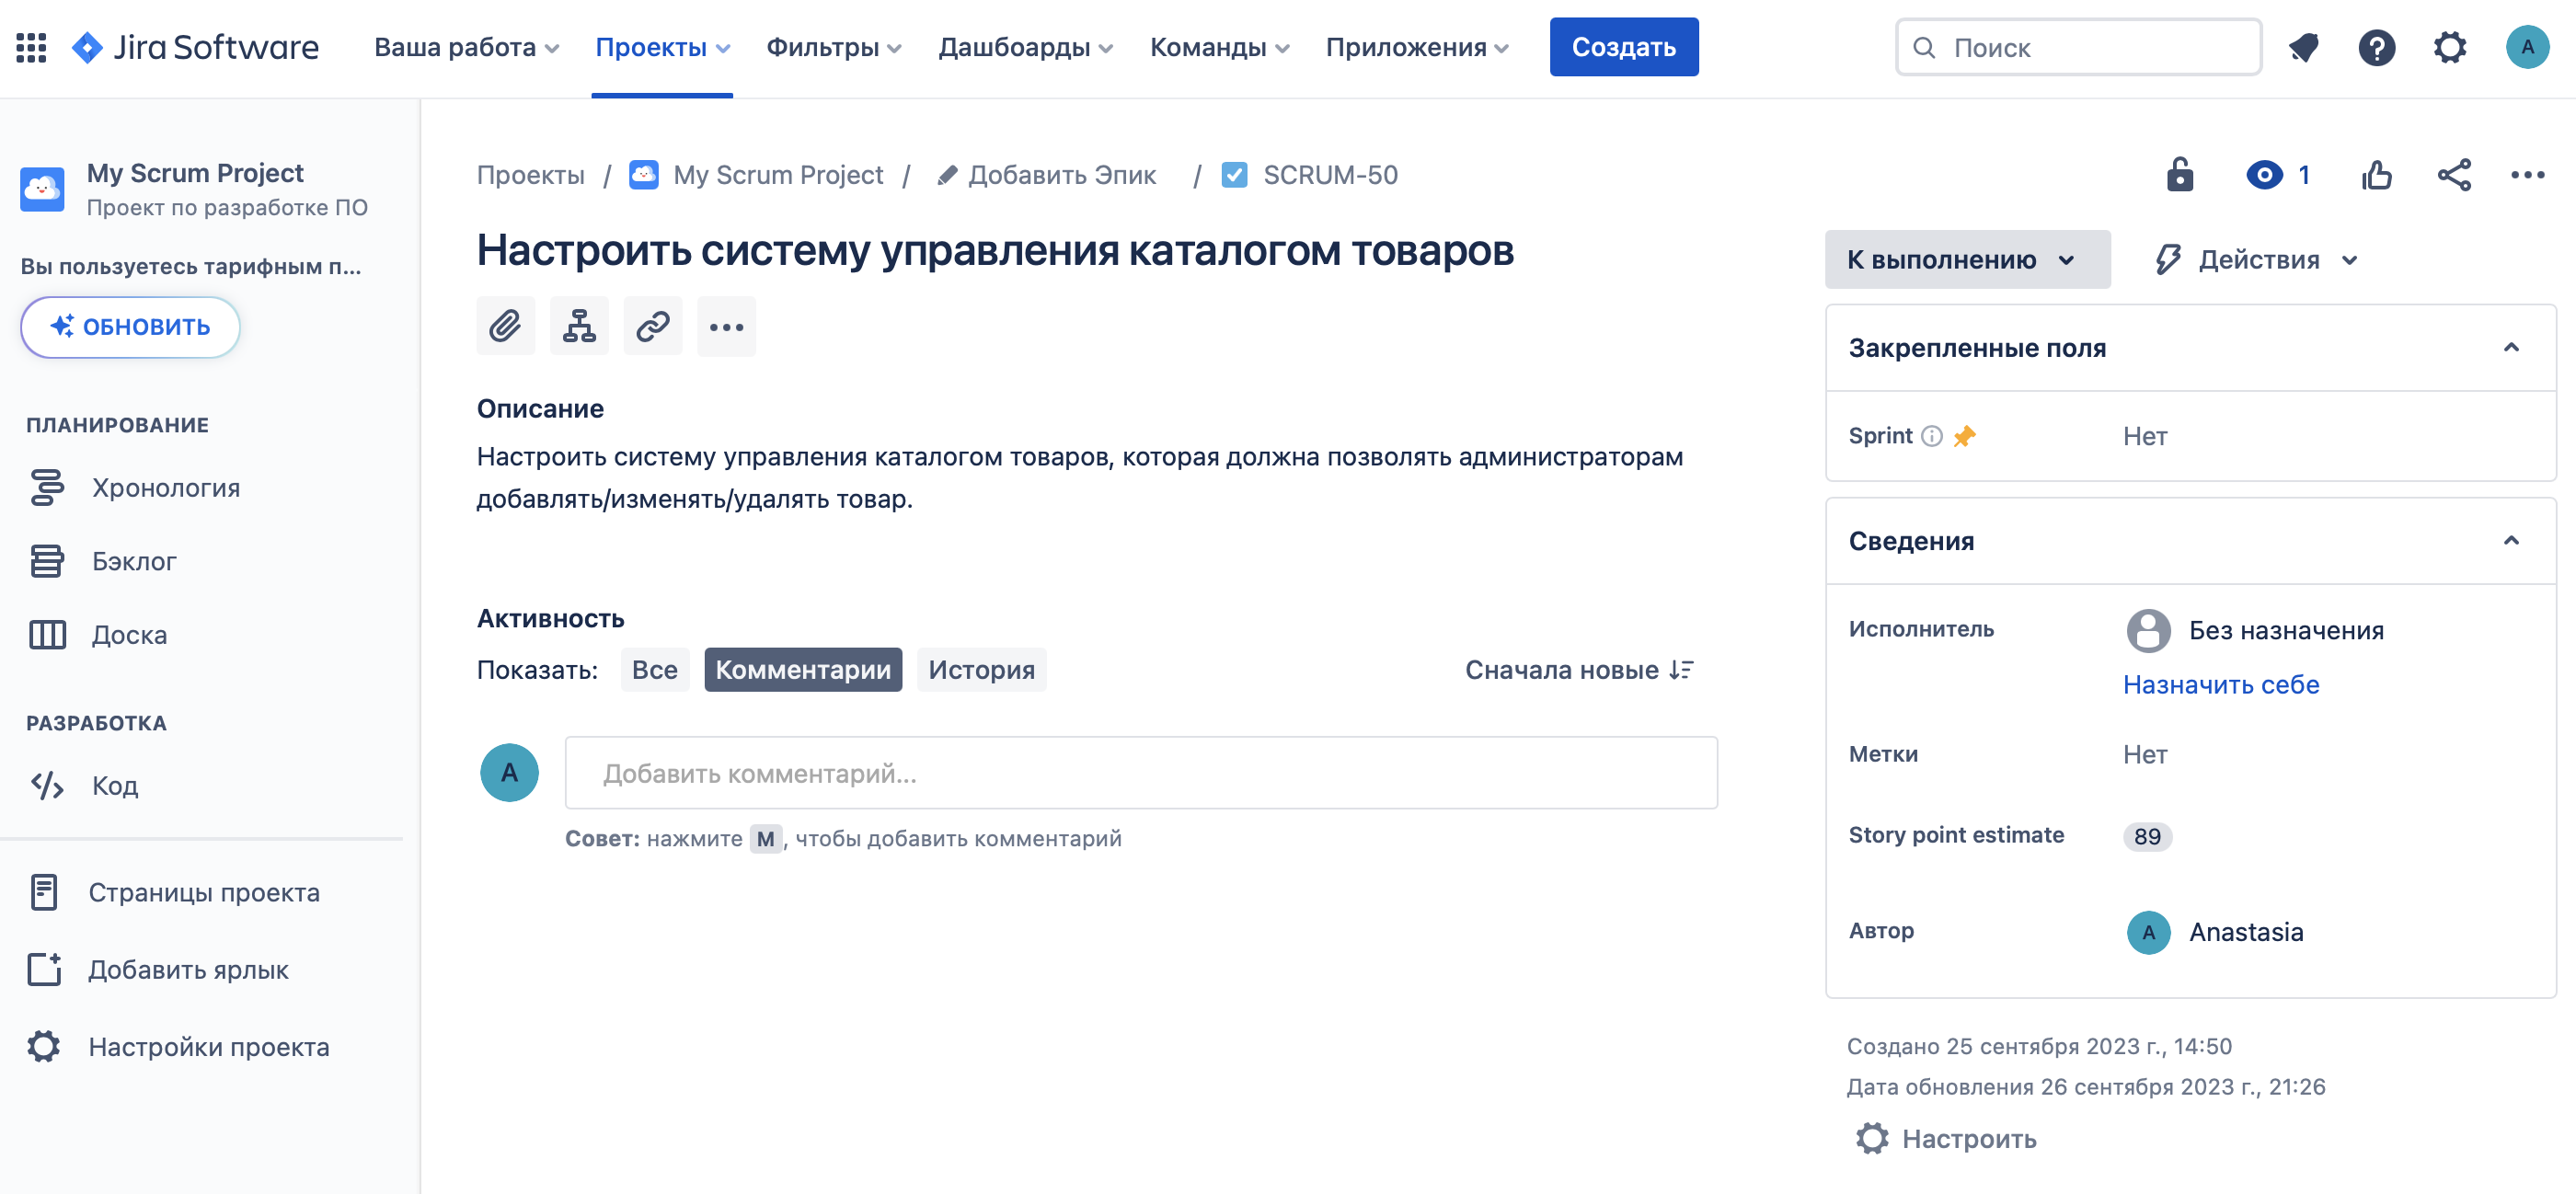 Jira Software Ваша работа Проекты Фильтры Дашбоарды Команды Приложения Создать Поиск A
My Scrum Project
Проект по разработке ПО
Вы пользуетесь тарифным п...
ОБНОВИТЬ
ПЛАНИРОВАНИЕ
Хронология
Бэклог
Доска
РАЗРАБОТКА
Код
Страницы проекта
Добавить ярлык
Настройки проекта
Проекты / My Scrum Project / Добавить Эпик / SCRUM-50
1
Настроить систему управления каталогом товаров
Описание
Настроить систему управления каталогом товаров, которая должна позволять администраторам
добавлять/изменять/удалять товар.
Активность
Показать: Все Комментарии История Сначала новые
A Добавить комментарий...
Совет: нажмите M, чтобы добавить комментарий
К выполнению Действия
Закрепленные поля
Sprint Нет
Сведения
Исполнитель Без назначения
Назначить себе
Метки Нет
Story point estimate 89
Автор A Anastasia
Создано 25 сентября 2023 г., 14:50
Дата обновления 26 сентября 2023 г., 21:26
Настроить